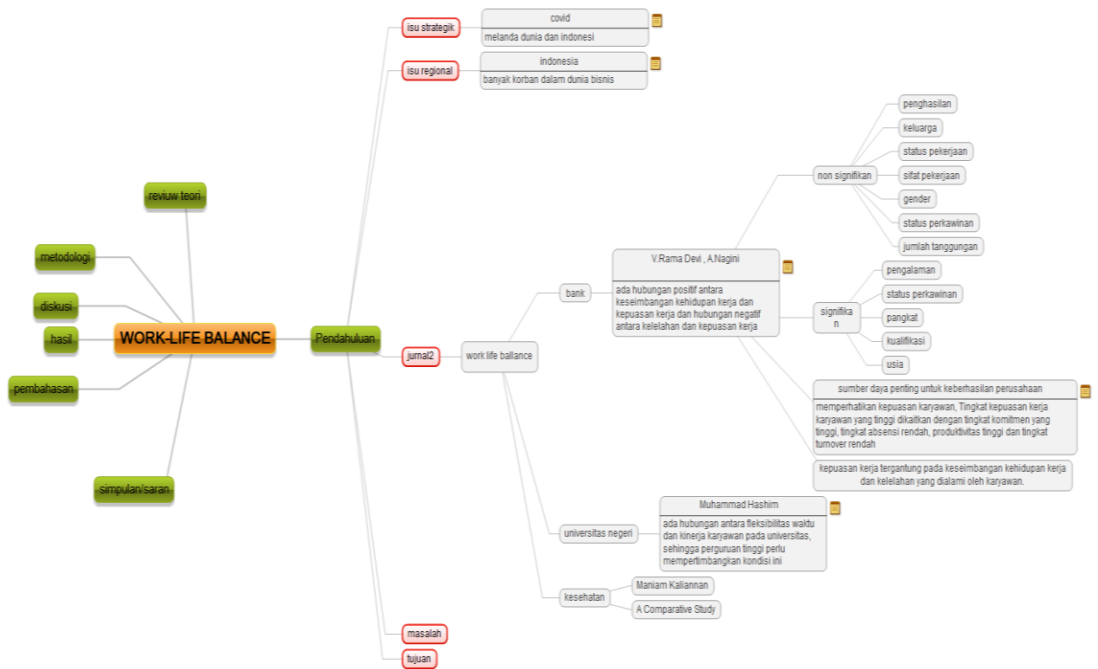 WORK-LIFE BALANCE
reviuw teori
metodologi
diskusi
hasil
pembahasan
simpulan/saran
Pendahuluan
isu strategik
covid
melanda dunia dan indonesi
isu regional
indonesia
banyak korban dalam dunia bisnis
jurnal2
work life ballance
bank
V.Rama Devi , A.Nagini
ada hubungan positif antara
keseimbangan kehidupan kerja dan
kepuasan kerja dan hubungan negatif
antara kelelahan dan kepuasan kerja
non signifikan
penghasilan
keluarga
status pekerjaan
sifat pekerjaan
gender
status perkawinan
jumlah tanggungan
signifika
n
pengalaman
status perkawinan
pangkat
kualifikasi
usia
sumber daya penting untuk keberhasilan perusahaan
memperhatikan kepuasan karyawan, Tingkat kepuasan kerja
karyawan yang tinggi dikaitkan dengan tingkat komitmen yang
tinggi, tingkat absensi rendah, produktivitas tinggi dan tingkat
turnover rendah
kepuasan kerja tergantung pada keseimbangan kehidupan kerja
dan kelelahan yang dialami oleh karyawan.
universitas negeri
Muhammad Hashim
ada hubungan antara fleksibilitas waktu
dan kinerja karyawan pada universitas,
sehingga perguruan tinggi perlu
mempertimbangkan kondisi ini
kesehatan
Maniam Kaliannan
A Comparative Study
masalah
tujuan